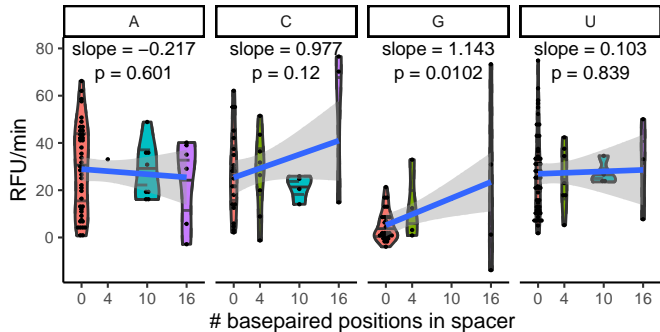 A C G U
slope = −0.217 slope = 0.977 slope = 1.143 slope = 0.103
p = 0.601 p = 0.12 p = 0.0102 p = 0.839
80
60
40
20
0
RFU/min
0 4 10 16 0 4 10 16 0 4 10 16 0 4 10 16
# basepaired positions in spacer